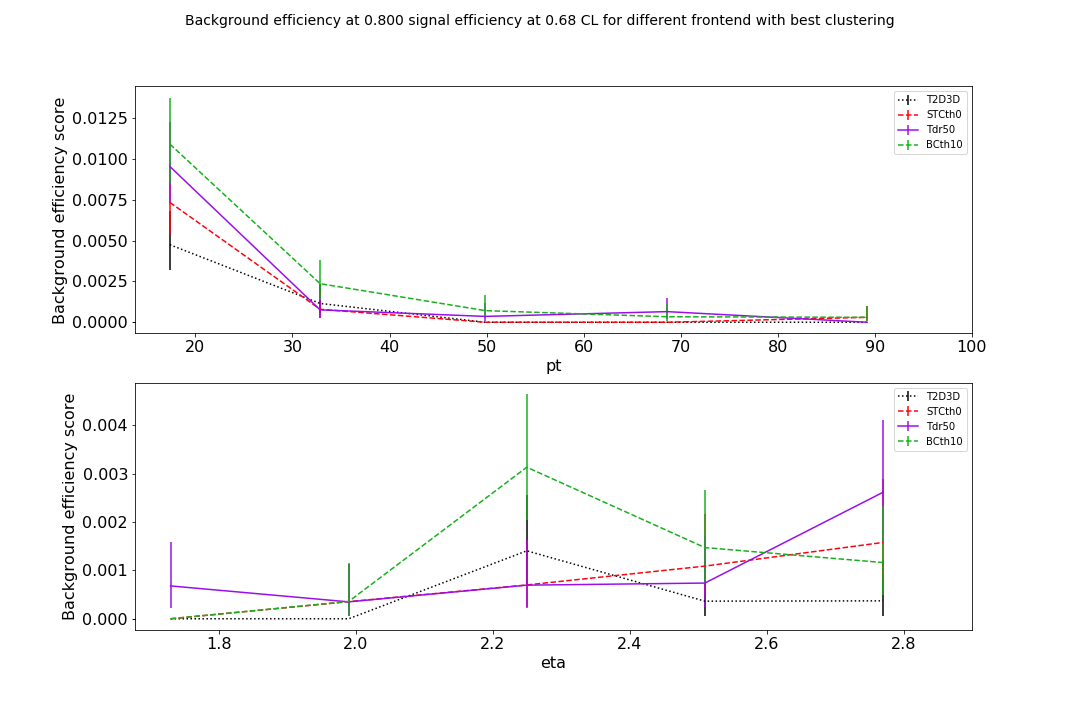 Background efficiency at 0.800 signal efficiency at 0.68 CL for different frontend with best clustering
Background efficiency score
0.0125
0.0100
0.0075
0.0050
0.0025
0.0000
T2D3D
STCth0
Tdr50
BCth10
20 30 40 50 60 70 80 90 100
pt
Background efficiency score
0.004
0.003
0.002
0.001
0.000
T2D3D
STCth0
Tdr50
BCth10
1.8 2.0 2.2 2.4 2.6 2.8
eta